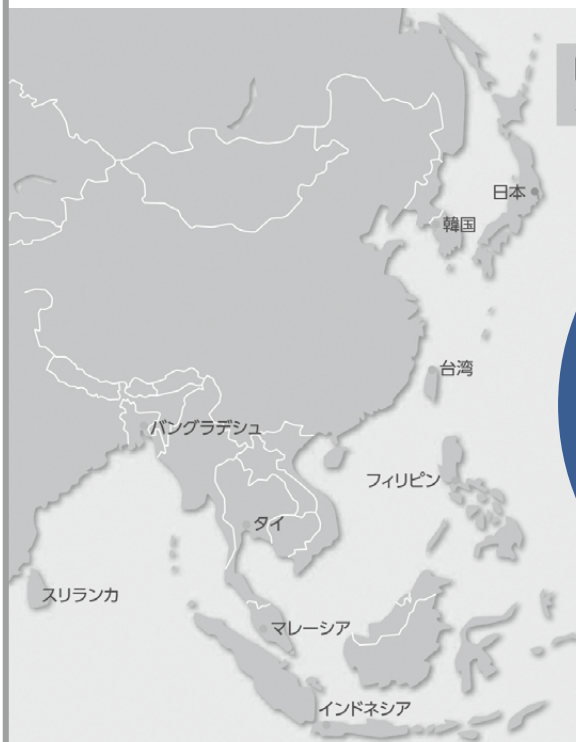 日本
韓国
台湾
バングラデシュ
フィリピン
タイ
スリランカ
マレーシア
インドネシア